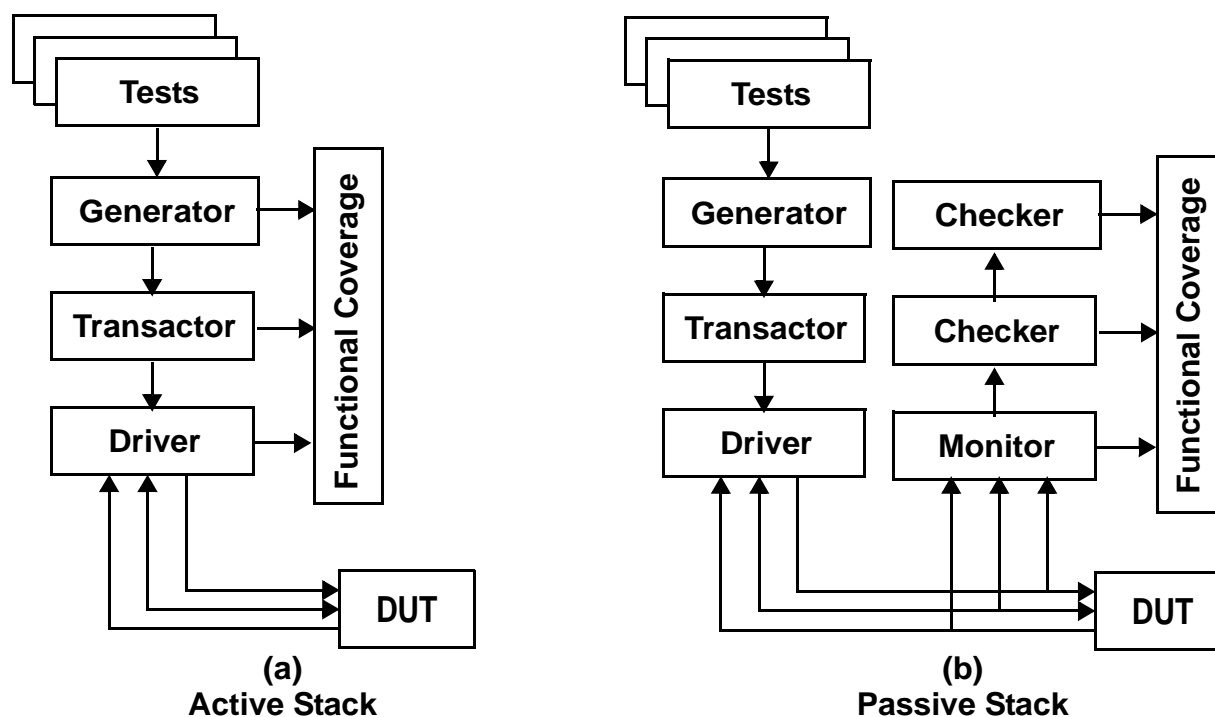 Tests
Generator
Transactor
Driver
Functional Coverage
DUT
(a)
Active Stack
Tests
Generator
Transactor
Driver
Checker
Checker
Monitor
Functional Coverage
DUT
(b)
Passive Stack